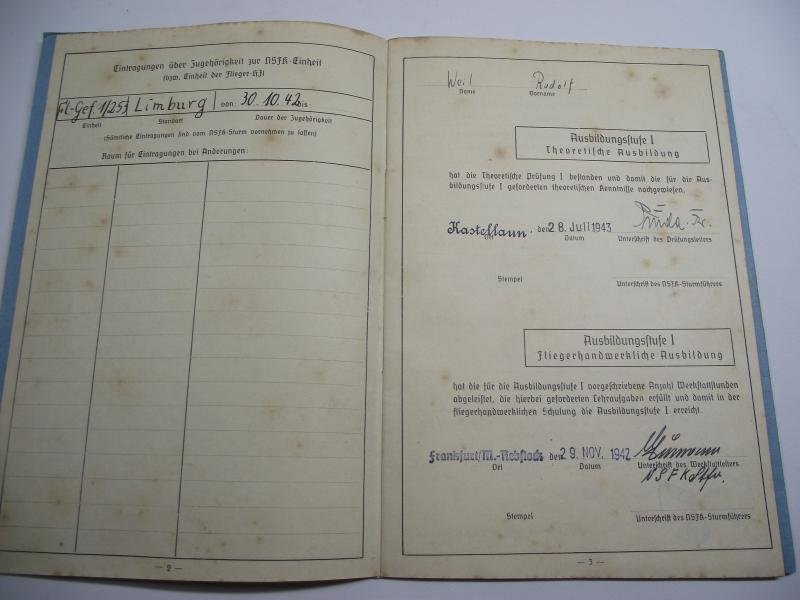 Eintragungen über Zugehörigkeit zur NSFK-Einheit
(bzw. Einheit der Flieger-HJ)
Fl-Gef. 1/253 Limburg von: 30.10.42 bis:
Einheit Standort Dauer der Zugehörigkeit
(Sämtliche Eintragungen sind vom NSFK-Sturm vornehmen zu lassen)
Raum für Eintragungen bei Änderungen:
— 2 —
Weil Rudolf
Name Vorname
Ausbildungsstufe I
Theoretische Ausbildung
hat die Theoretische Prüfung I bestanden und damit die für die Aus-
bildungsstufe I geforderten theoretischen Kenntnisse nachgewiesen.
Kastellaun, den 28. Juli 1943
Datum Unterschrift des Prüfungsleiters
Stempel Unterschrift des NSFK-Sturmführers
Ausbildungsstufe I
Fliegerhandwerkliche Ausbildung
hat die für die Ausbildungsstufe I vorgeschriebene Anzahl Werkstattstunden
abgeleistet, die hierbei geforderten Lehraufgaben erfüllt und damit in der
fliegerhandwerklichen Schulung die Ausbildungsstufe I erreicht.
Frankfurt/M.-Rebstock den 29. NOV. 1942
Ort Datum Unterschrift des Werkstattleiters
NSFK
Stempel Unterschrift des NSFK-Sturmführers
— 3 —